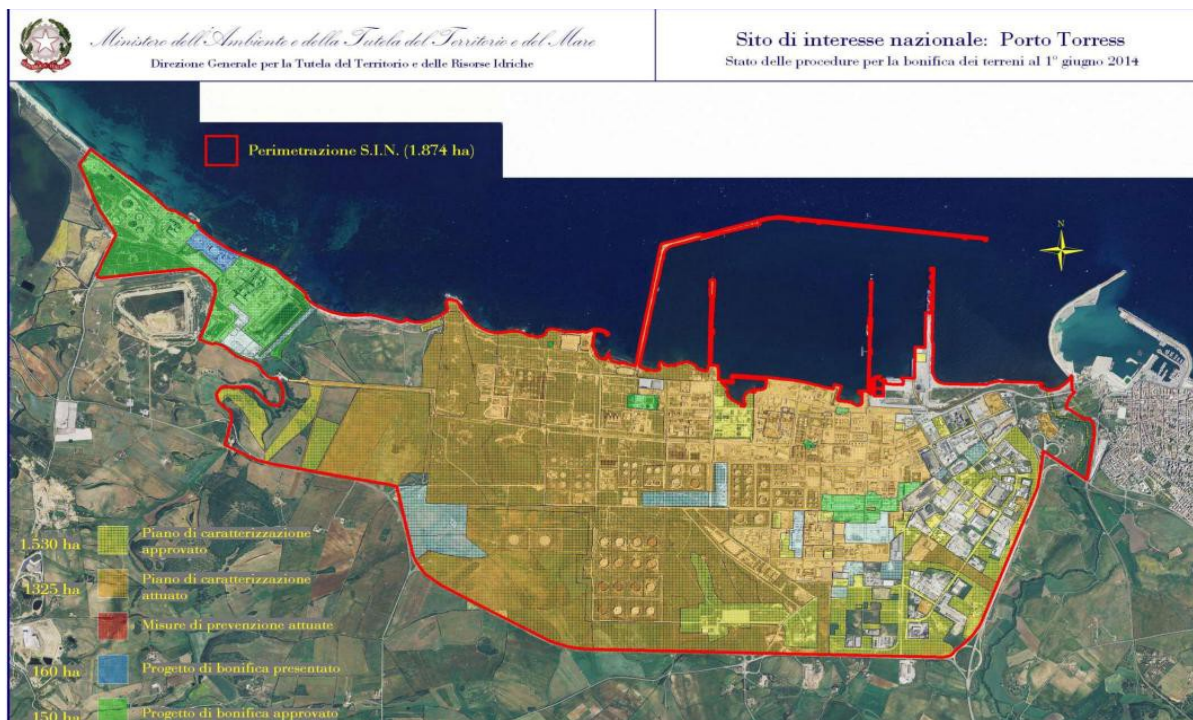 Ministero dell'Ambiente e della Tutela del Territorio e del Mare
Direzione Generale per la Tutela del Territorio e delle Risorse Idriche
Sito di interesse nazionale: Porto Torress
Stato delle procedure per la bonifica dei terreni al 1° giugno 2014
Perimetrazione S.I.N. (1.874 ha)
N
1.530 ha Piano di caratterizzazione
approvato
1325 ha Piano di caratterizzazione
attuato
Misure di prevenzione attuate
160 ha Progetto di bonifica presentato
150 ha Progetto di bonifica approvato